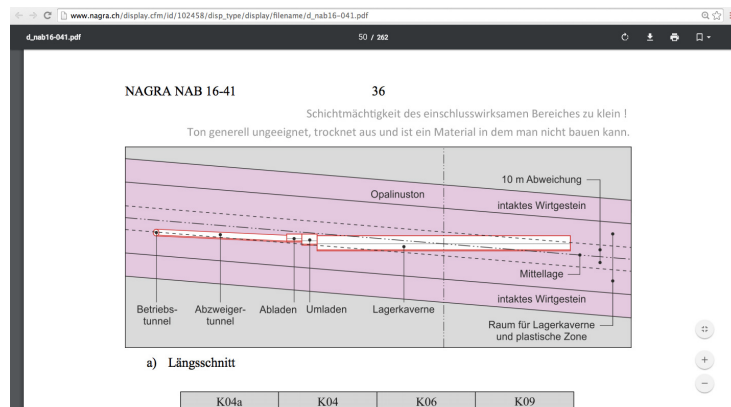 www.nagra.ch/display.cfm/id/102458/disp_type/display/filename/d_nab16-041.pdf
d_nab16-041.pdf
50 / 262
NAGRA NAB 16-41
36
Schichtmächtigkeit des einschlusswirksamen Bereiches zu klein !
Ton generell ungeeignet, trocknet aus und ist ein Material in dem man nicht bauen kann.
10 m Abweichung
Opalinuston
intaktes Wirtgestein
Mittellage
intaktes Wirtgestein
Betriebs-
tunnel
Abzweiger-
tunnel
Abladen
Umladen
Lagerkaverne
Raum für Lagerkaverne
und plastische Zone
a) Längsschnitt
K04a
K04
K06
K09